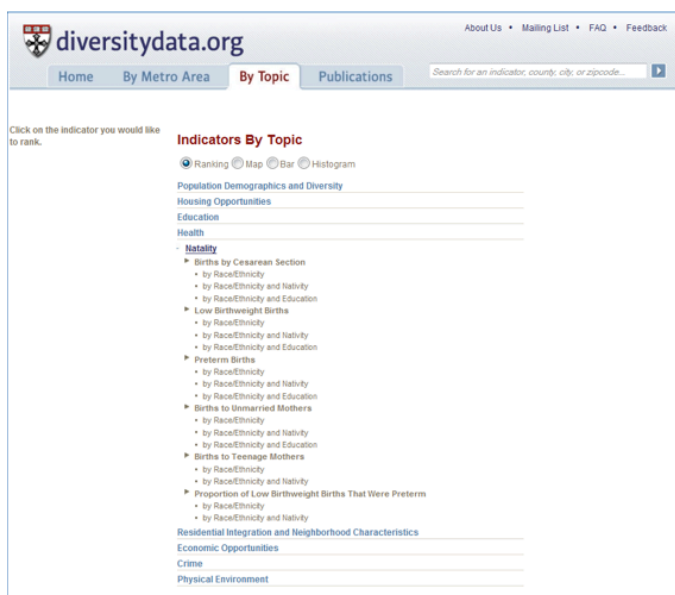 About Us • Mailing List • FAQ • Feedback
diversitydata.org
Home By Metro Area By Topic Publications
Search for an indicator, county, city, or zipcode...
Click on the indicator you would like
to rank.
Indicators By Topic
Ranking Map Bar Histogram
Population Demographics and Diversity
Housing Opportunities
Education
Health
- Natality
Births by Cesarean Section
• by Race/Ethnicity
• by Race/Ethnicity and Nativity
• by Race/Ethnicity and Education
Low Birthweight Births
• by Race/Ethnicity
• by Race/Ethnicity and Nativity
• by Race/Ethnicity and Education
Preterm Births
• by Race/Ethnicity
• by Race/Ethnicity and Nativity
• by Race/Ethnicity and Education
Births to Unmarried Mothers
• by Race/Ethnicity
• by Race/Ethnicity and Nativity
• by Race/Ethnicity and Education
Births to Teenage Mothers
• by Race/Ethnicity
• by Race/Ethnicity and Nativity
Proportion of Low Birthweight Births That Were Preterm
• by Race/Ethnicity
• by Race/Ethnicity and Nativity
Residential Integration and Neighborhood Characteristics
Economic Opportunities
Crime
Physical Environment